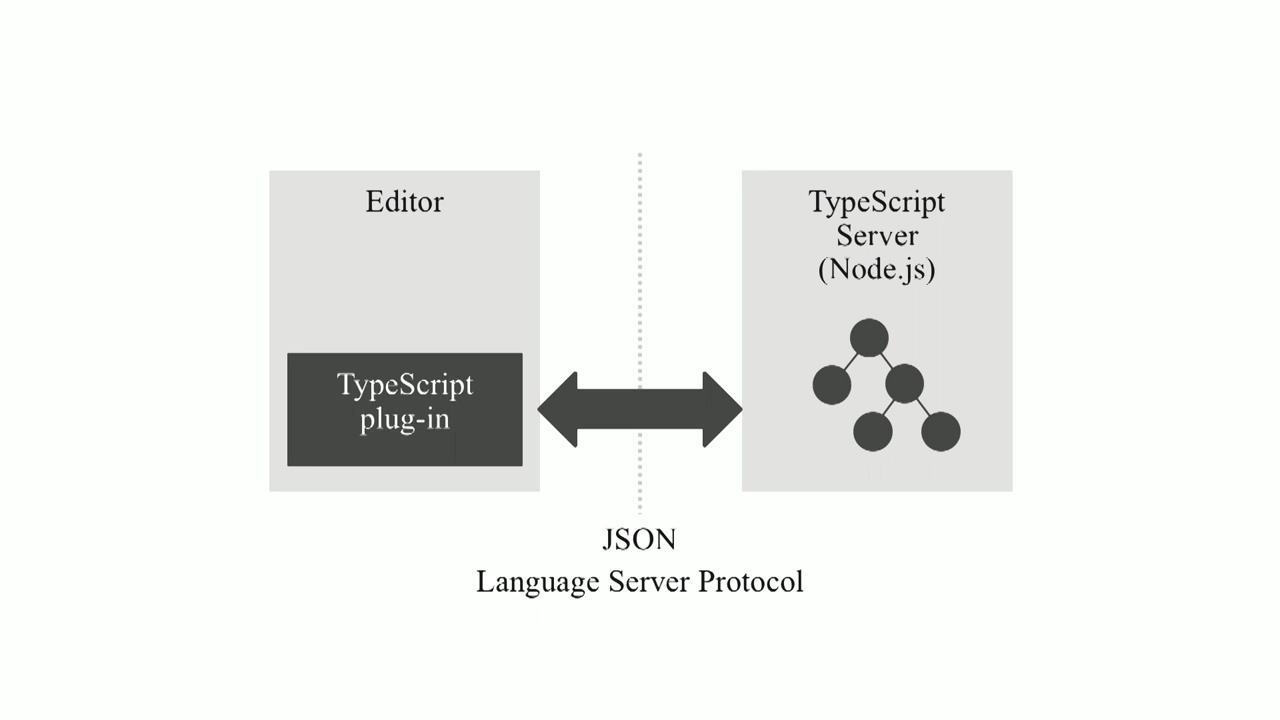 Editor
TypeScript
plug-in
TypeScript
Server
(Node.js)
JSON
Language Server Protocol